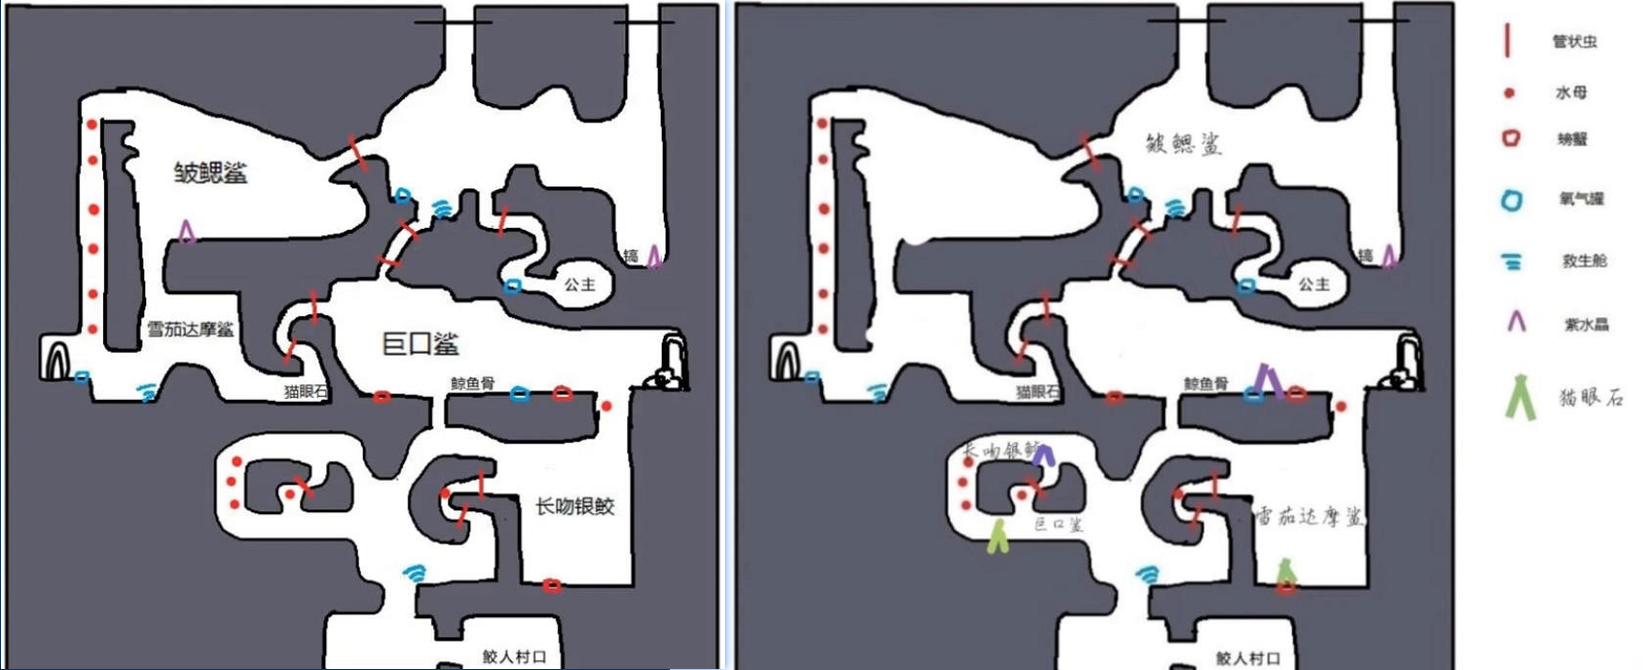 皱鳃鲨
镐
公主
雪茄达摩鲨
巨口鲨
猫眼石
鲸鱼骨
长吻银鲛
鲛人村口
皱鳃鲨
镐
公主
猫眼石
鲸鱼骨
长吻银鲛
巨口鲨
雪茄达摩鲨
鲛人村口
管状虫
水母
螃蟹
氧气罐
救生舱
紫水晶
猫眼石